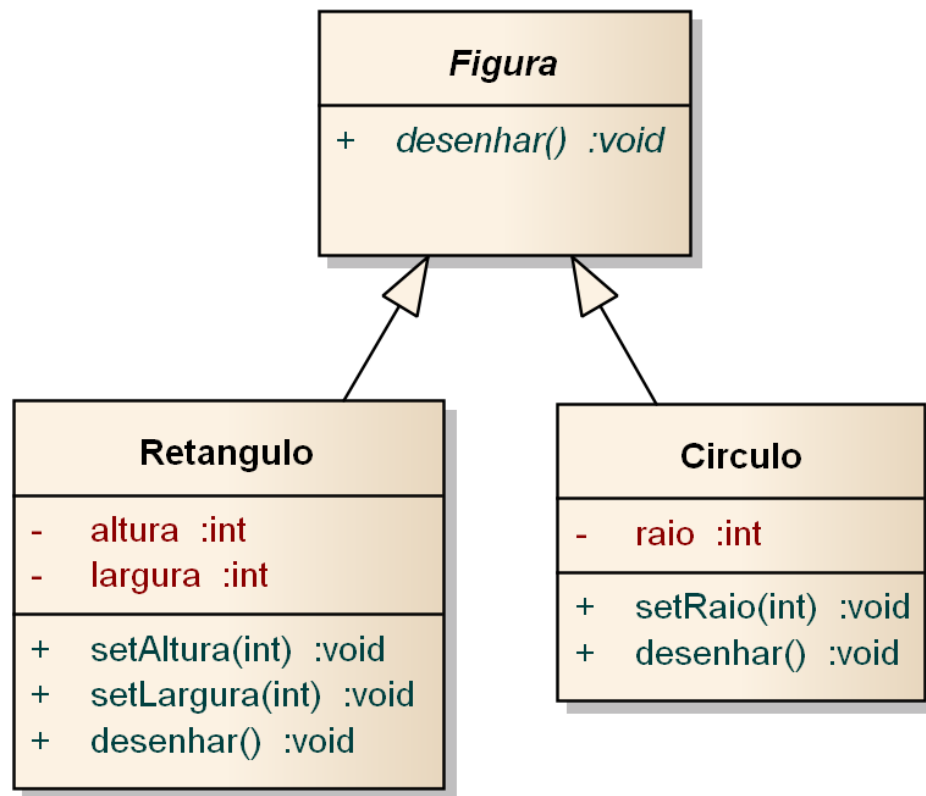 Figura
+ desenhar() :void
Retangulo
- altura :int
- largura :int
+ setAltura(int) :void
+ setLargura(int) :void
+ desenhar() :void
Circulo
- raio :int
+ setRaio(int) :void
+ desenhar() :void